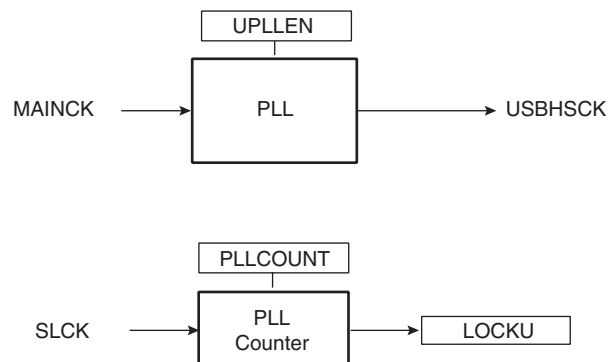 UPLLEN
MAINCK
PLL
USBHSCK
PLLCOUNT
SLCK
PLL
Counter
LOCKU